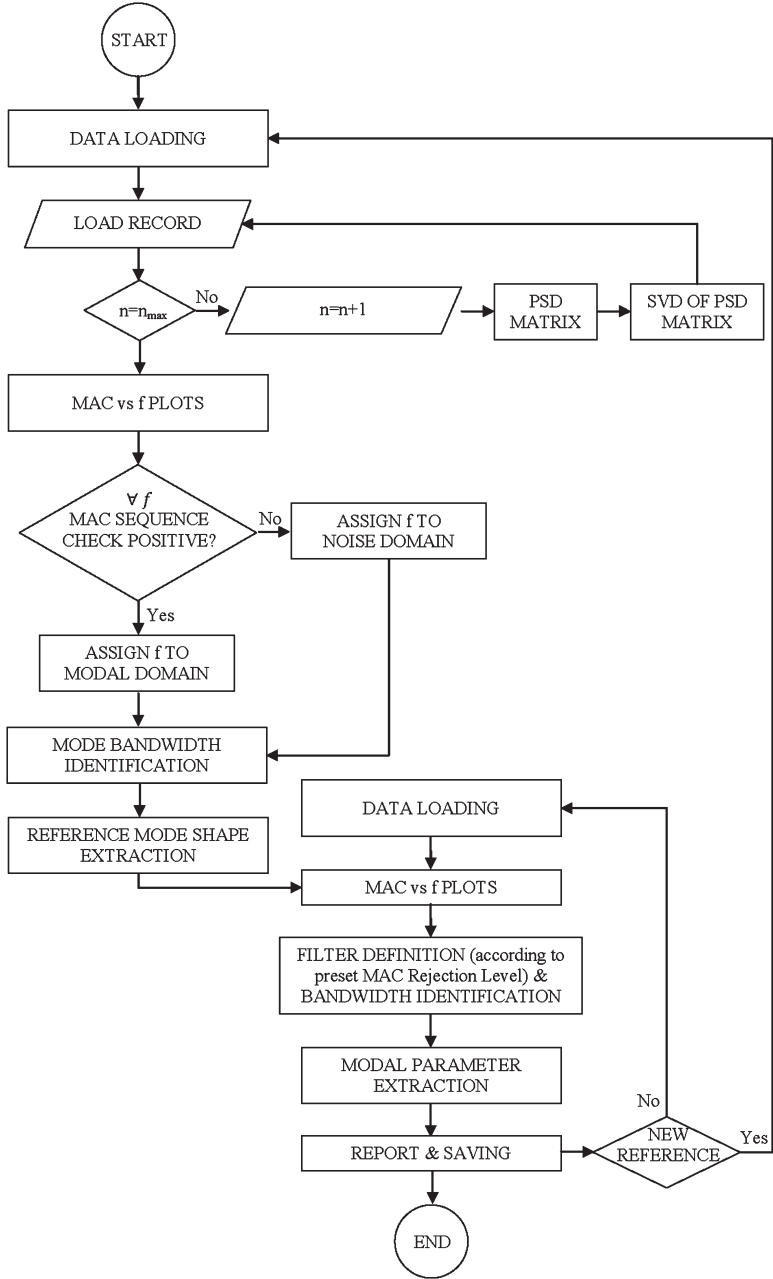 START
DATA LOADING
LOAD RECORD
n=nmax
No
n=n+1
PSD
MATRIX
SVD OF PSD
MATRIX
MAC vs f PLOTS
∀ f
MAC SEQUENCE
CHECK POSITIVE?
No
ASSIGN f TO
NOISE DOMAIN
Yes
ASSIGN f TO
MODAL DOMAIN
MODE BANDWIDTH
IDENTIFICATION
REFERENCE MODE SHAPE
EXTRACTION
DATA LOADING
MAC vs f PLOTS
FILTER DEFINITION (according to
preset MAC Rejection Level) &
BANDWIDTH IDENTIFICATION
MODAL PARAMETER
EXTRACTION
REPORT & SAVING
No
NEW
REFERENCE
Yes
END